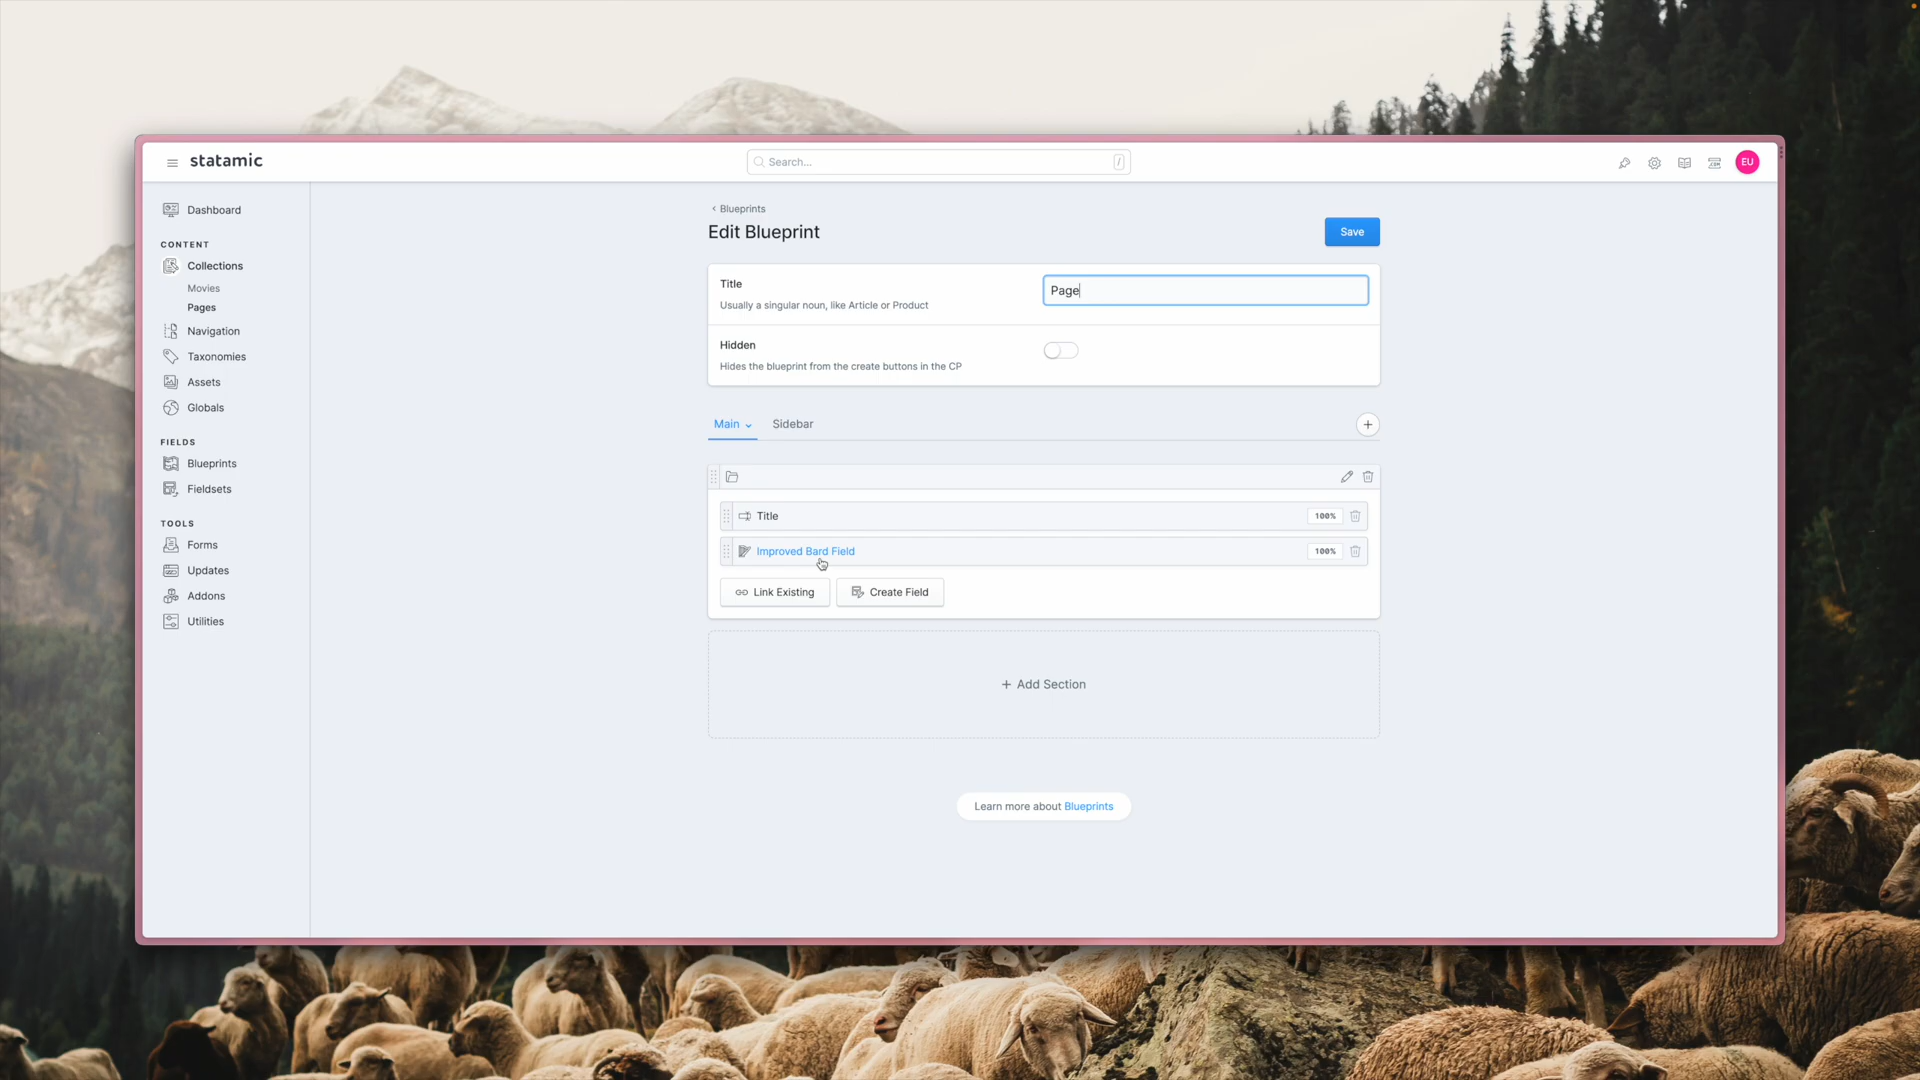 statamic
Search...
/
EU
Dashboard
CONTENT
Collections
Movies
Pages
Navigation
Taxonomies
Assets
Globals
FIELDS
Blueprints
Fieldsets
TOOLS
Forms
Updates
Addons
Utilities
Blueprints
Edit Blueprint
Save
Title
Usually a singular noun, like Article or Product
Page
Hidden
Hides the blueprint from the create buttons in the CP
Main
Sidebar
Title
100%
Improved Bard Field
100%
Link Existing
Create Field
+ Add Section
Learn more about Blueprints